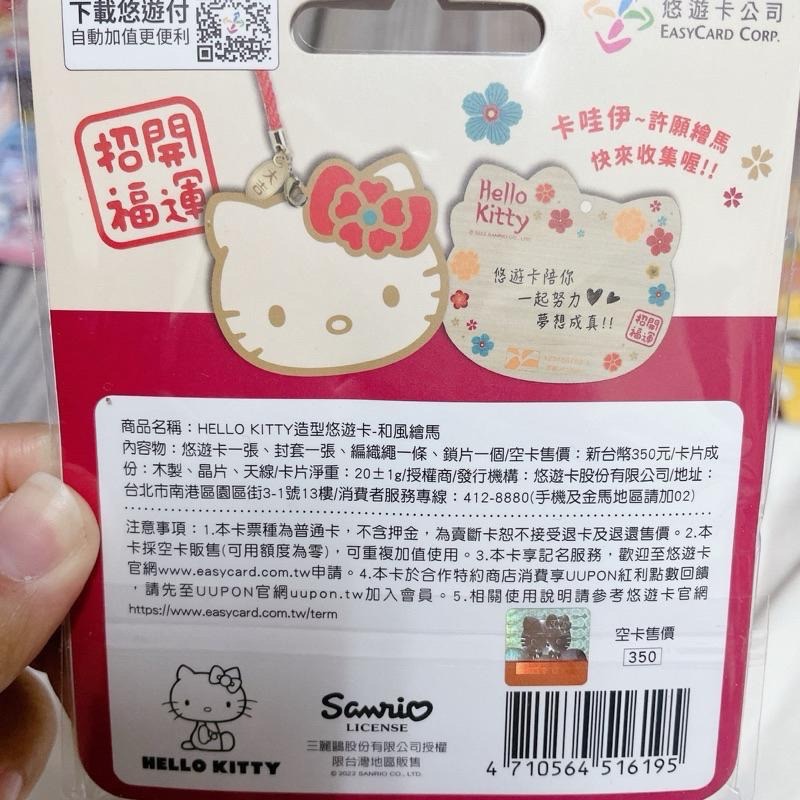 下載悠遊付
自動加值更便利
悠遊卡公司
EASYCARD CORP.
招福
開運
卡哇伊~許願繪馬
快來收集喔!!
大吉
Hello
Kitty
悠遊卡陪你
一起努力
夢想成真!!
招福
開運
商品名稱：HELLO KITTY造型悠遊卡-和風繪馬
內容物：悠遊卡一張、封套一張、編織繩一條、鎖片一個/空卡售價：新台幣350元/卡片成
份：木製、晶片、天線/卡片淨重：20±1g/授權商/發行機構：悠遊卡股份有限公司/地址：
台北市南港區園區街3-1號13樓/消費者服務專線：412-8880(手機及金馬地區請加02)
注意事項：1.本卡票種為普通卡，不含押金，為賣斷卡恕不接受退卡及退還售價。2.本
卡採空卡販售(可用額度為零)，可重複加值使用。3.本卡享記名服務，歡迎至悠遊卡
官網www.easycard.com.tw申請。4.本卡於合作特約商店消費享UUPON紅利點數回饋
，請先至UUPON官網uupon.tw加入會員。5.相關使用說明請參考悠遊卡官網
https://www.easycard.com.tw/term
空卡售價
350
HELLO KITTY
Sanrio
LICENSE
三麗鷗股份有限公司授權
限台灣地區販售
© 2022 SANRIO CO., LTD.
4 710564 516195